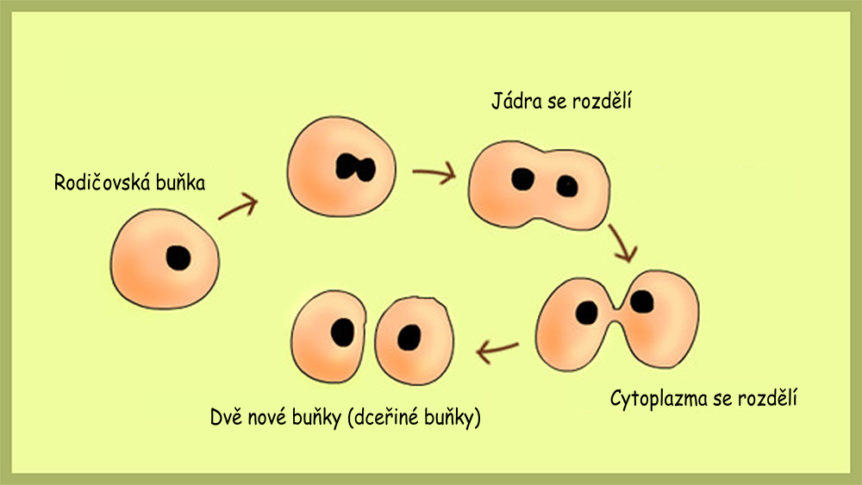 Rodičovská buňka
Jádra se rozdělí
Cytoplazma se rozdělí
Dvě nové buňky (dceřiné buňky)